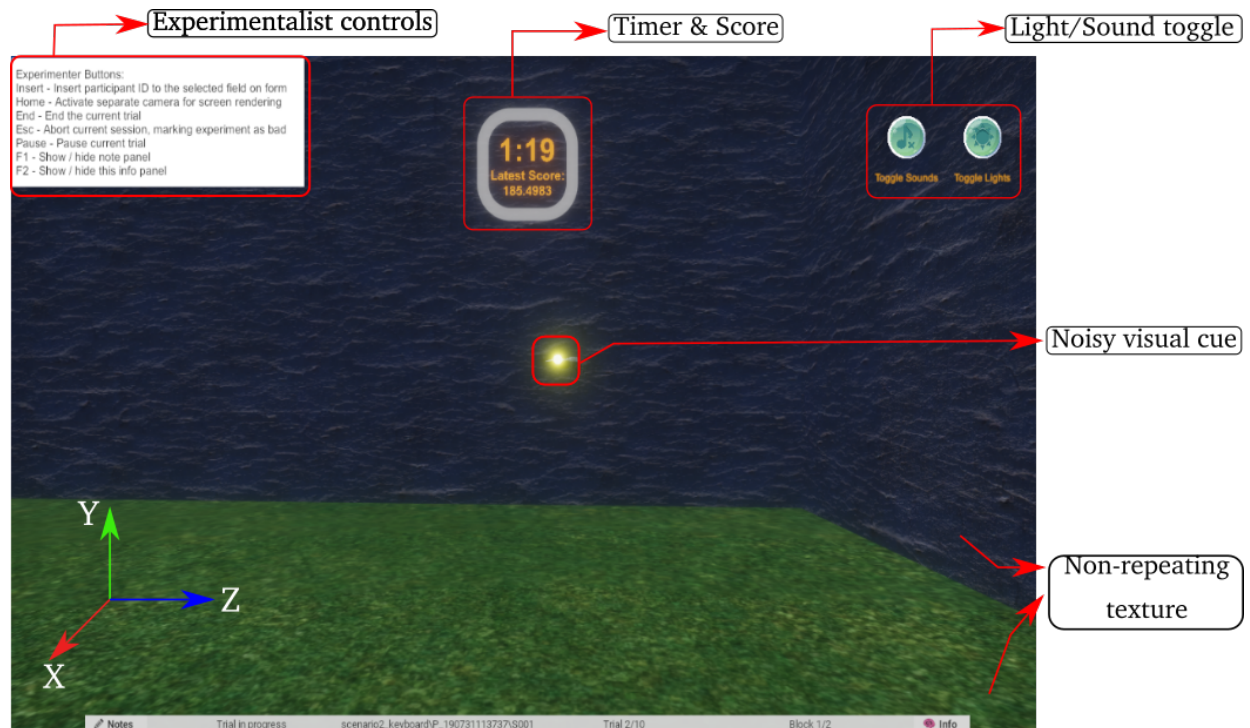 Experimentalist controls
Timer & Score
Light/Sound toggle
Experimenter Buttons:
Insert - Insert participant ID to the selected field on form
Home - Activate separate camera for screen rendering
End - End the current trial
Esc - Abort current session, marking experiment as bad
Pause - Pause current trial
F1 - Show / hide note panel
F2 - Show / hide this info panel
1:19
Latest Score:
185.4983
Toggle Sounds
Toggle Lights
Noisy visual cue
Y
Z
X
Non-repeating
texture
Notes
Trial in progress
scenario2_keyboard\P_190731113737\S001
Trial 2/10
Block 1/2
Info